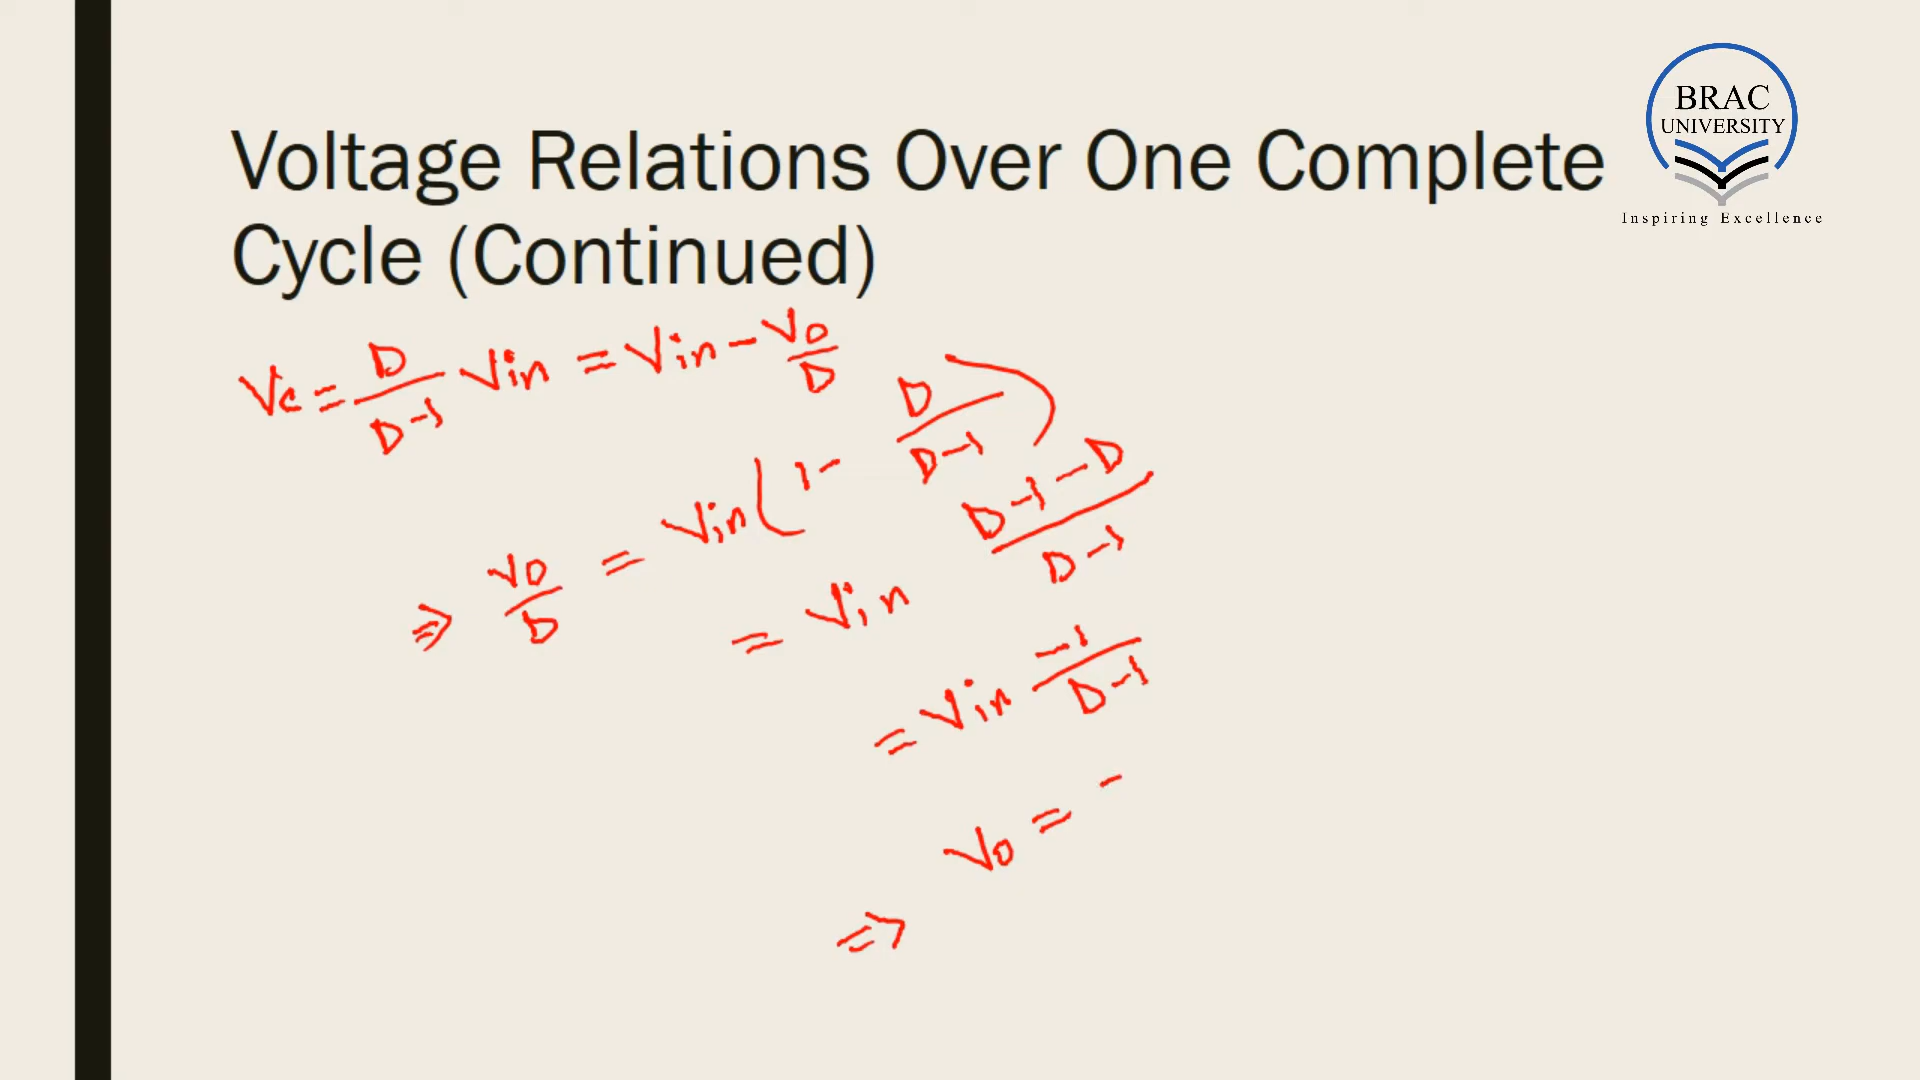 BRAC
UNIVERSITY
Inspiring Excellence
Voltage Relations Over One Complete
Cycle (Continued)
Vc = D/(D-1) Vin = Vin - Vo/D
⇒ Vo/D = Vin (1 - D/(D-1))
= Vin (D-1-D)/(D-1)
= Vin -1/(D-1)
⇒ Vo = -